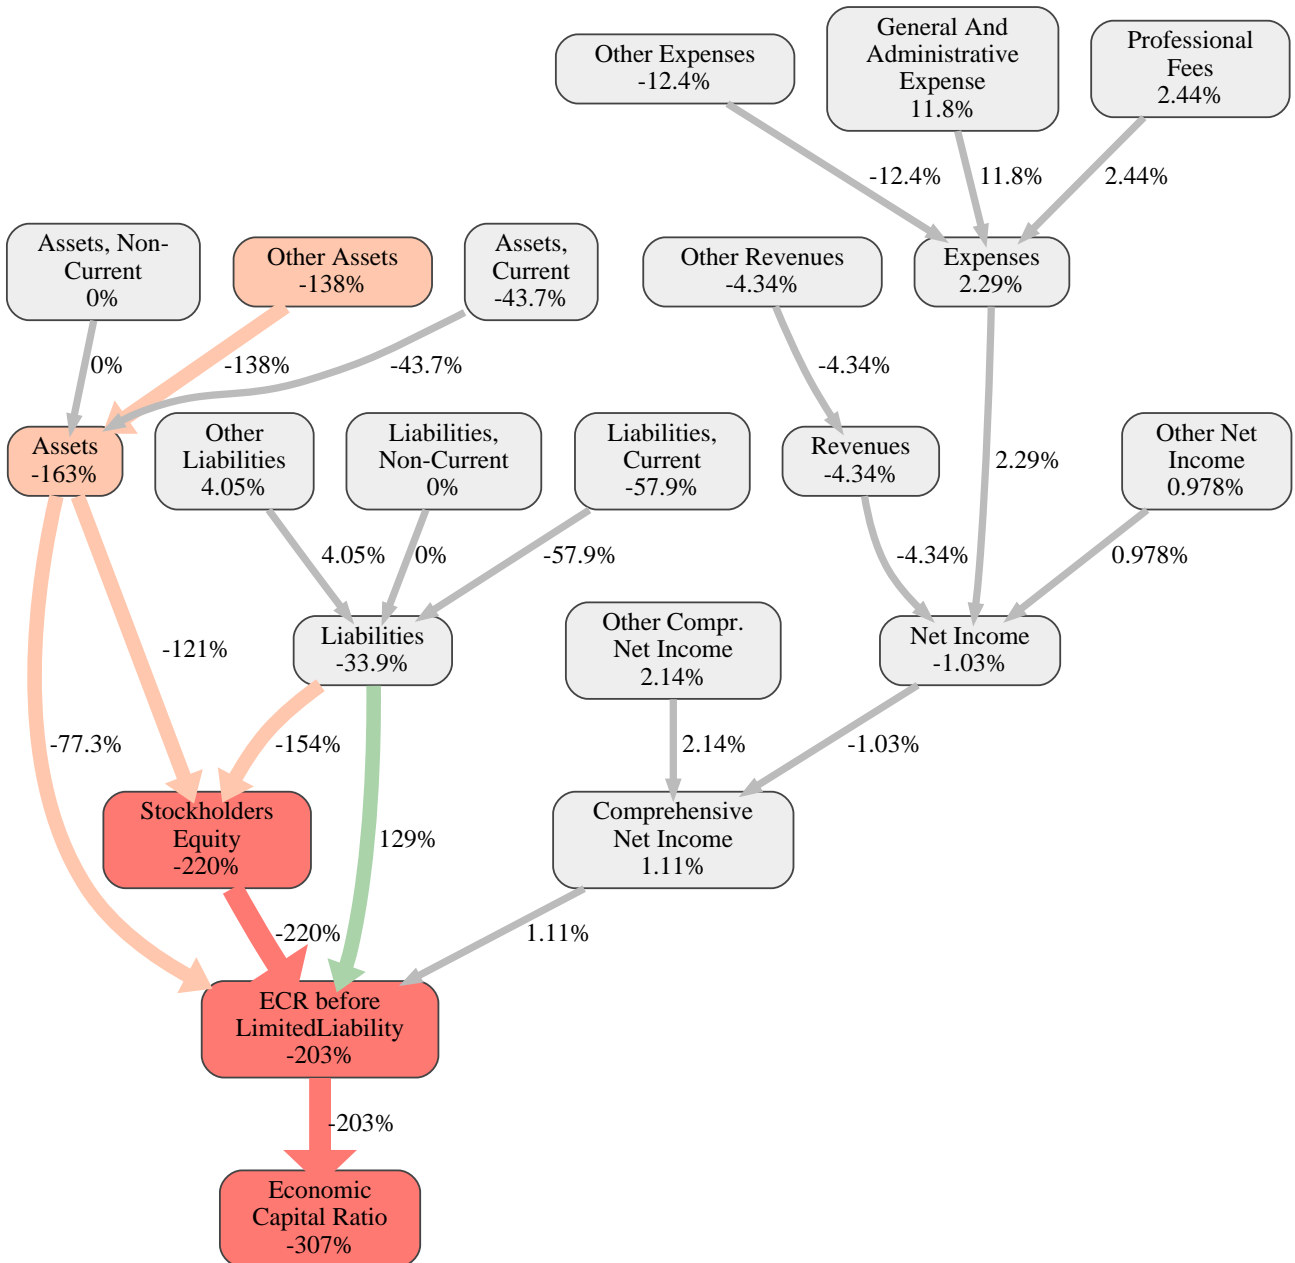 Other Expenses
-12.4%
General And
Administrative
Expense
11.8%
Professional
Fees
2.44%
-12.4%
11.8%
2.44%
Assets, Non-
Current
0%
Other Assets
-138%
Assets,
Current
-43.7%
Other Revenues
-4.34%
Expenses
2.29%
0%
-138%
-43.7%
-4.34%
Assets
-163%
Other
Liabilities
4.05%
Liabilities,
Non-Current
0%
Liabilities,
Current
-57.9%
Revenues
-4.34%
2.29%
Other Net
Income
0.978%
4.05%
0%
-57.9%
-4.34%
0.978%
-121%
Liabilities
-33.9%
Other Compr.
Net Income
2.14%
Net Income
-1.03%
-77.3%
-154%
2.14%
-1.03%
Stockholders
Equity
-220%
129%
Comprehensive
Net Income
1.11%
-220%
1.11%
ECR before
LimitedLiability
-203%
-203%
Economic
Capital Ratio
-307%